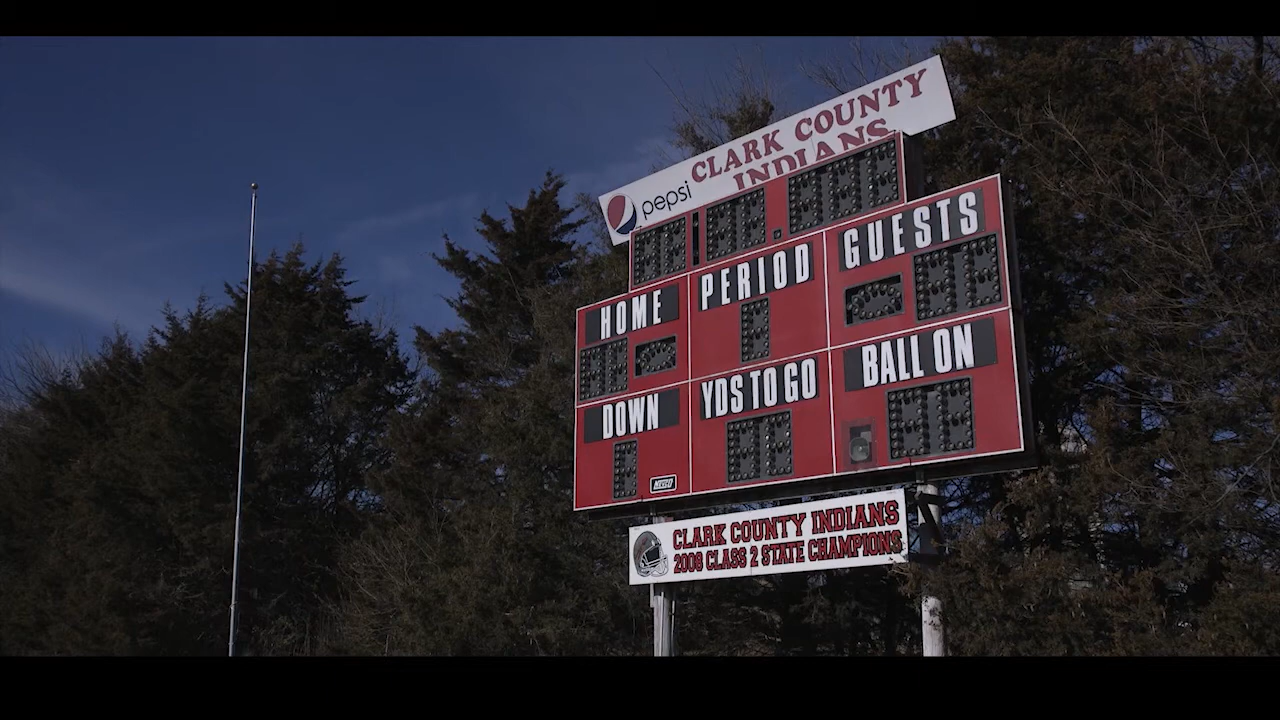 CLARK COUNTY
pepsi
INDIANS
HOME
PERIOD
GUESTS
DOWN
YDS TO GO
BALL ON
NEVCO
CLARK COUNTY INDIANS
2008 CLASS 2 STATE CHAMPIONS